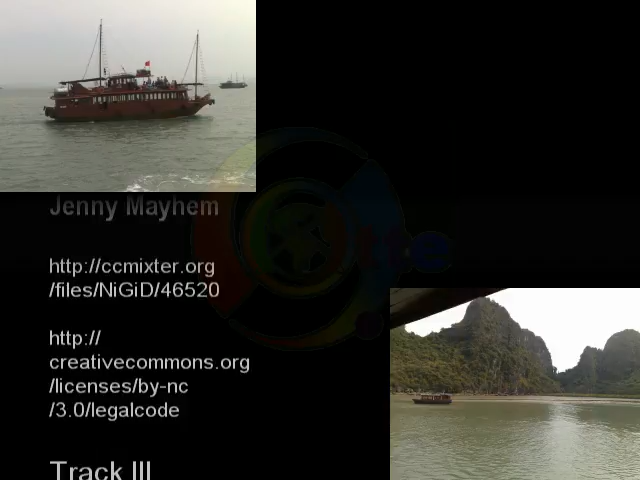 Jenny Mayhem
http://ccmixter.org
/files/NiGiD/46520
http://
creativecommons.org
/licenses/by-nc
/3.0/legalcode
Track III